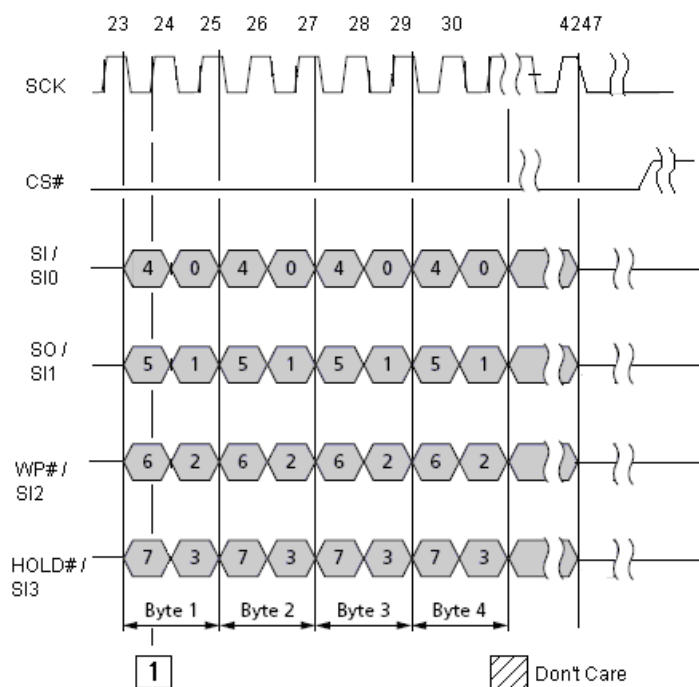 23 24 25 26 27 28 29 30 4247
SCK
CS#
SI /
SI0
4 0 4 0 4 0 4 0
SO /
SI1
5 1 5 1 5 1 5 1
WP# /
SI2
6 2 6 2 6 2 6 2
HOLD# /
SI3
7 3 7 3 7 3 7 3
Byte 1 Byte 2 Byte 3 Byte 4
1
Don't Care